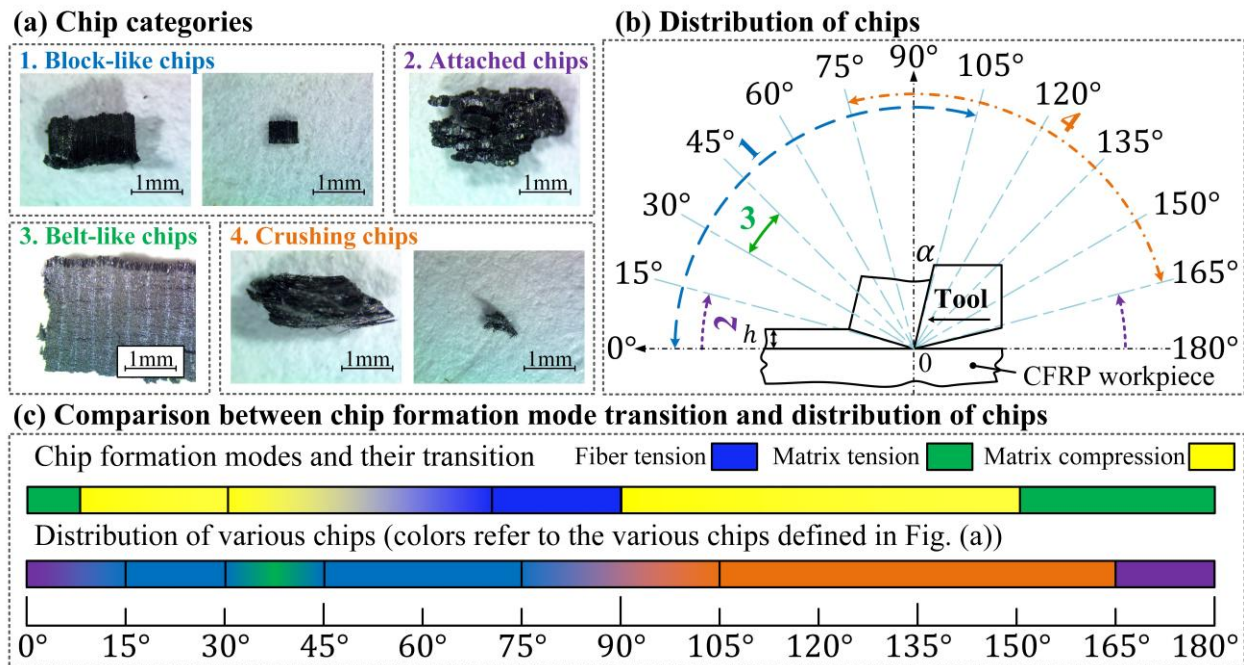 (a) Chip categories
1. Block-like chips
1mm
1mm
2. Attached chips
1mm
3. Belt-like chips
1mm
4. Crushing chips
1mm
1mm
(b) Distribution of chips
90°
75°
105°
60°
120°
45°
135°
30°
150°
15°
165°
0°
180°
1
2
3
4
α
Tool
h
0
CFRP workpiece
(c) Comparison between chip formation mode transition and distribution of chips
Chip formation modes and their transition
Fiber tension
Matrix tension
Matrix compression
Distribution of various chips (colors refer to the various chips defined in Fig. (a))
0° 15° 30° 45° 60° 75° 90° 105° 120° 135° 150° 165° 180°